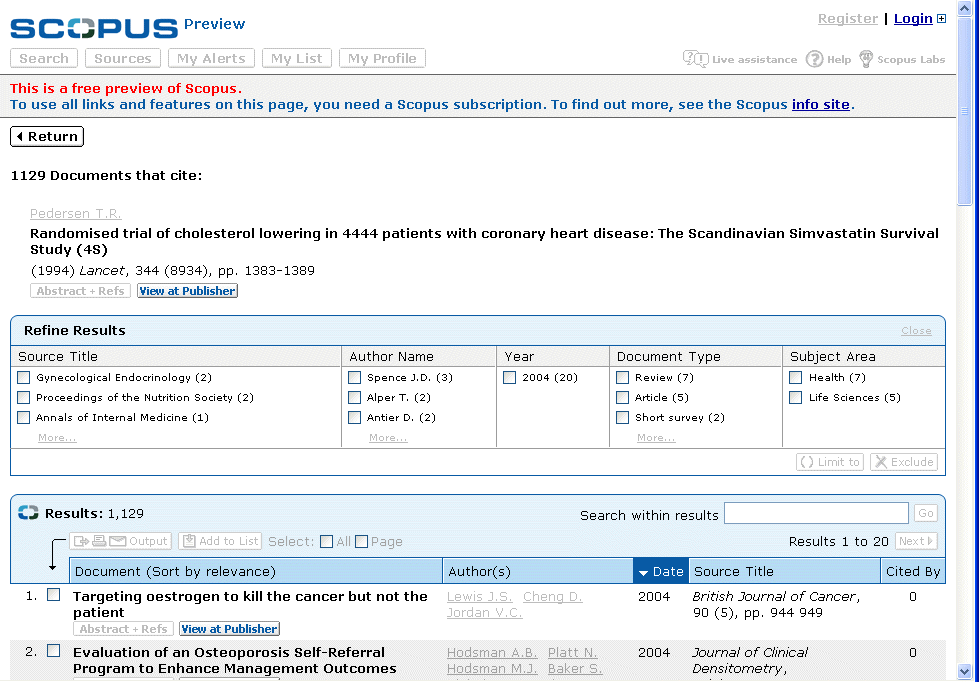 SCOPUS Preview
Register | Login
Search Sources My Alerts My List My Profile
Live assistance Help Scopus Labs
This is a free preview of Scopus.
To use all links and features on this page, you need a Scopus subscription. To find out more, see the Scopus info site.
Return
1129 Documents that cite:
Pedersen T.R.
Randomised trial of cholesterol lowering in 4444 patients with coronary heart disease: The Scandinavian Simvastatin Survival
Study (4S)
(1994) Lancet, 344 (8934), pp. 1383-1389
Abstract + Refs View at Publisher
Refine Results Close
Source Title Author Name Year Document Type Subject Area
Gynecological Endocrinology (2) Spence J.D. (3) 2004 (20) Review (7) Health (7)
Proceedings of the Nutrition Society (2) Alper T. (2) Article (5) Life Sciences (5)
Annals of Internal Medicine (1) Antier D. (2) Short survey (2)
More... More... More...
Limit to Exclude
Results: 1,129 Search within results Go
Output Add to List Select: All Page Results 1 to 20 Next
Document (Sort by relevance) Author(s) Date Source Title Cited By
1. Targeting oestrogen to kill the cancer but not the Lewis J.S. Cheng D. 2004 British Journal of Cancer, 0
patient Jordan V.C. 90 (5), pp. 944 949
Abstract + Refs View at Publisher
2. Evaluation of an Osteoporosis Self-Referral Hodsman A.B. Platt N. 2004 Journal of Clinical 0
Program to Enhance Management Outcomes Hodsman M.J. Baker S. Densitometry,